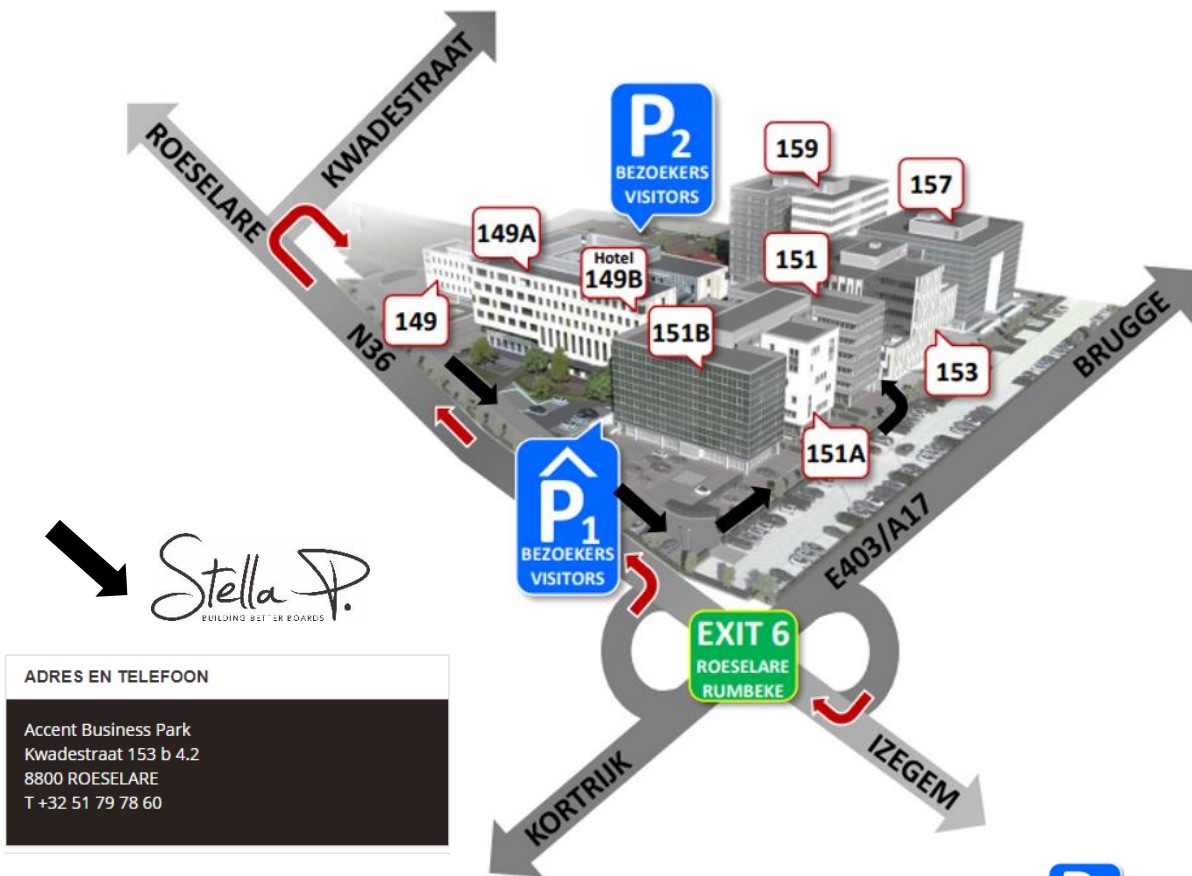 KWADESTRAAT
ROESELARE
P2
BEZOEKERS
VISITORS
159
157
149A
Hotel
149B
151
149
151B
N36
BRUGGE
153
151A
P1
BEZOEKERS
VISITORS
E403/A17
Stella P.
BUILDING BETTER BOARDS
EXIT 6
ROESELARE
RUMBEKE
IZEGEM
KORTRIJK
ADRES EN TELEFOON
Accent Business Park
Kwadestraat 153 b 4.2
8800 ROESELARE
T +32 51 79 78 60